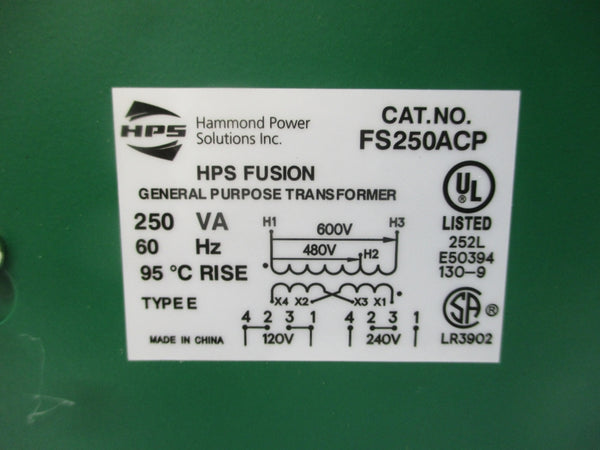 HPS
Hammond Power
Solutions Inc.
CAT.NO.
FS250ACP
HPS FUSION
GENERAL PURPOSE TRANSFORMER
250 VA
60 Hz
95 °C RISE
TYPE E
MADE IN CHINA
H1 600V H3
480V H2
X4 X2 X3 X1
4 2 3 1 4 2 3 1
120V 240V
UL
LISTED
252L
E50394
130-9
SA ®
LR3902